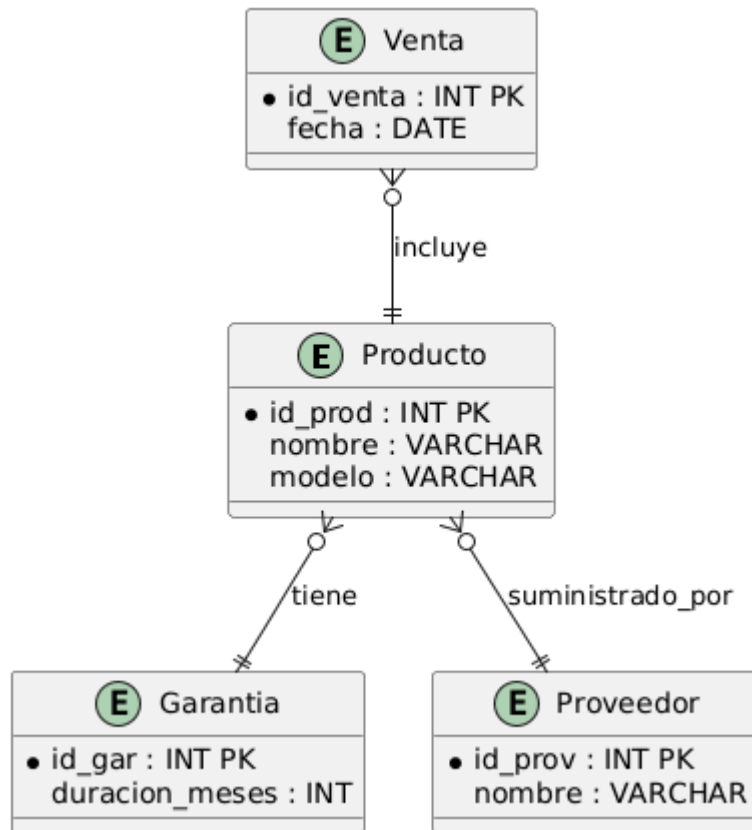 E Venta
id_venta : INT PK
fecha : DATE
incluye
E Producto
id_prod : INT PK
nombre : VARCHAR
modelo : VARCHAR
tiene
suministrado_por
E Garantia
id_gar : INT PK
duracion_meses : INT
E Proveedor
id_prov : INT PK
nombre : VARCHAR